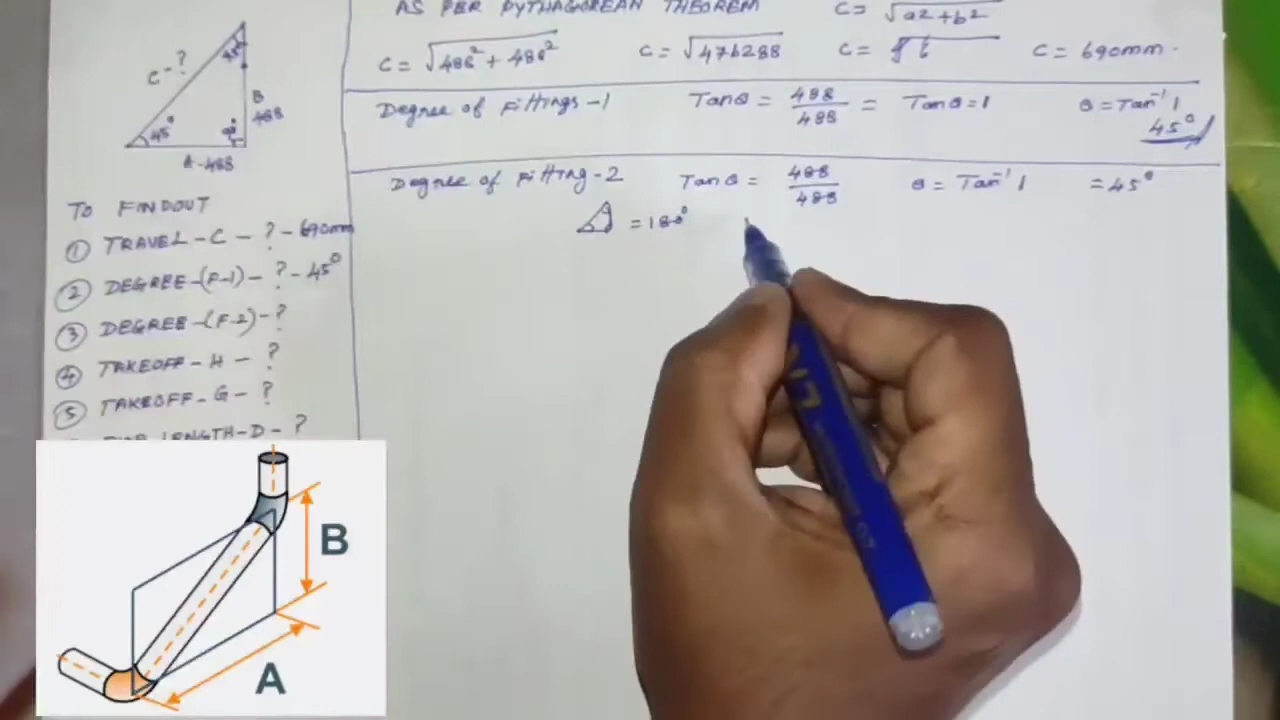 AS PER PYTHAGOREAN THEOREM C = √a2+b2
C = √488²+488² C = √476288 C = C = 690mm.
C-?
45°
B
488
45°
90°
A-488
Degree of Fittings-1 Tanθ = 488/488 = Tanθ=1 θ = Tan⁻¹ 1
45°
Degree of Fitting-2 Tanθ = 488/488 θ = Tan⁻¹ 1 = 45°
= 180°
TO FINDOUT
① TRAVEL-C-?-690mm
② DEGREE-(F-1)-?-45°
③ DEGREE-(F-2)-?
④ TAKEOFF-H-?
⑤ TAKEOFF-G-?
LENGTH-D-?
B
A